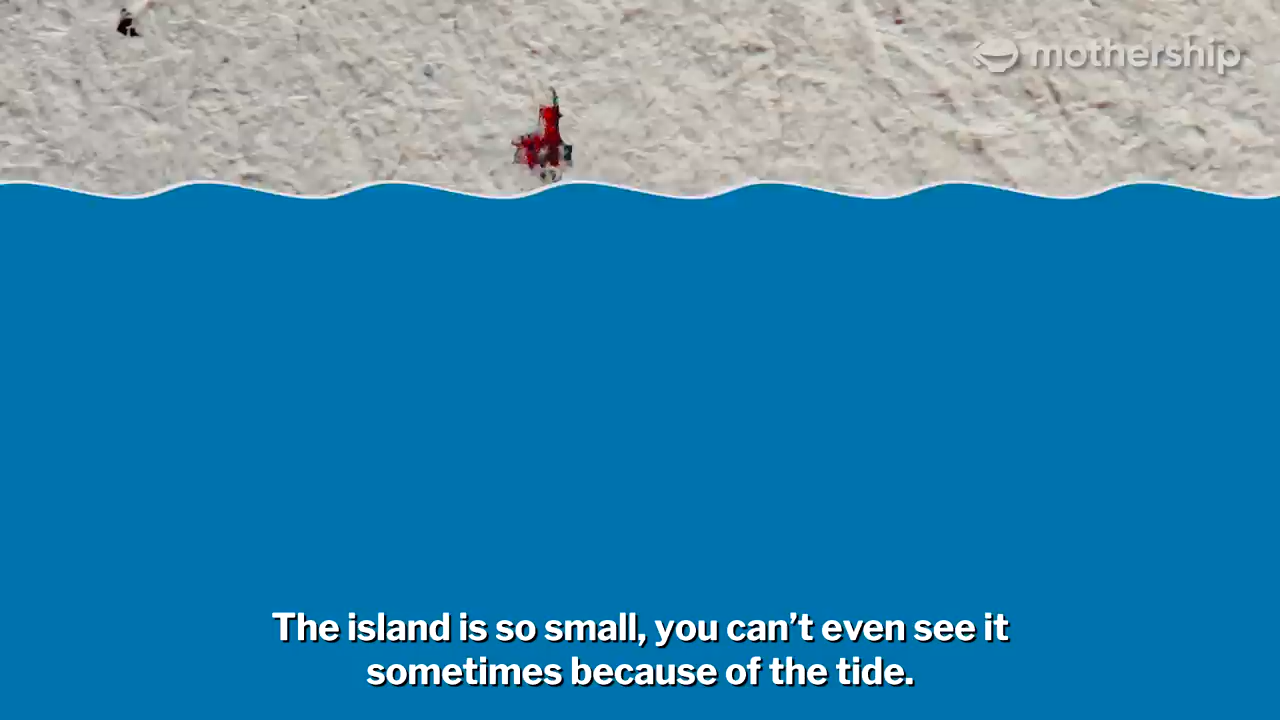 mothership
The island is so small, you can’t even see it
sometimes because of the tide.